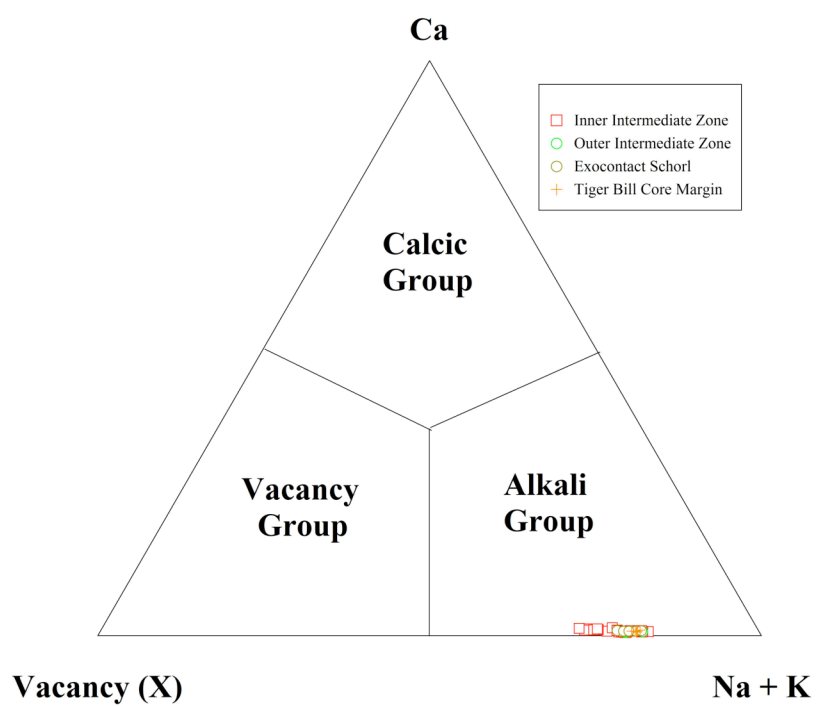 Ca
Inner Intermediate Zone
Outer Intermediate Zone
Exocontact Schorl
Tiger Bill Core Margin
Calcic
Group
Vacancy
Group
Alkali
Group
Vacancy (X)
Na + K